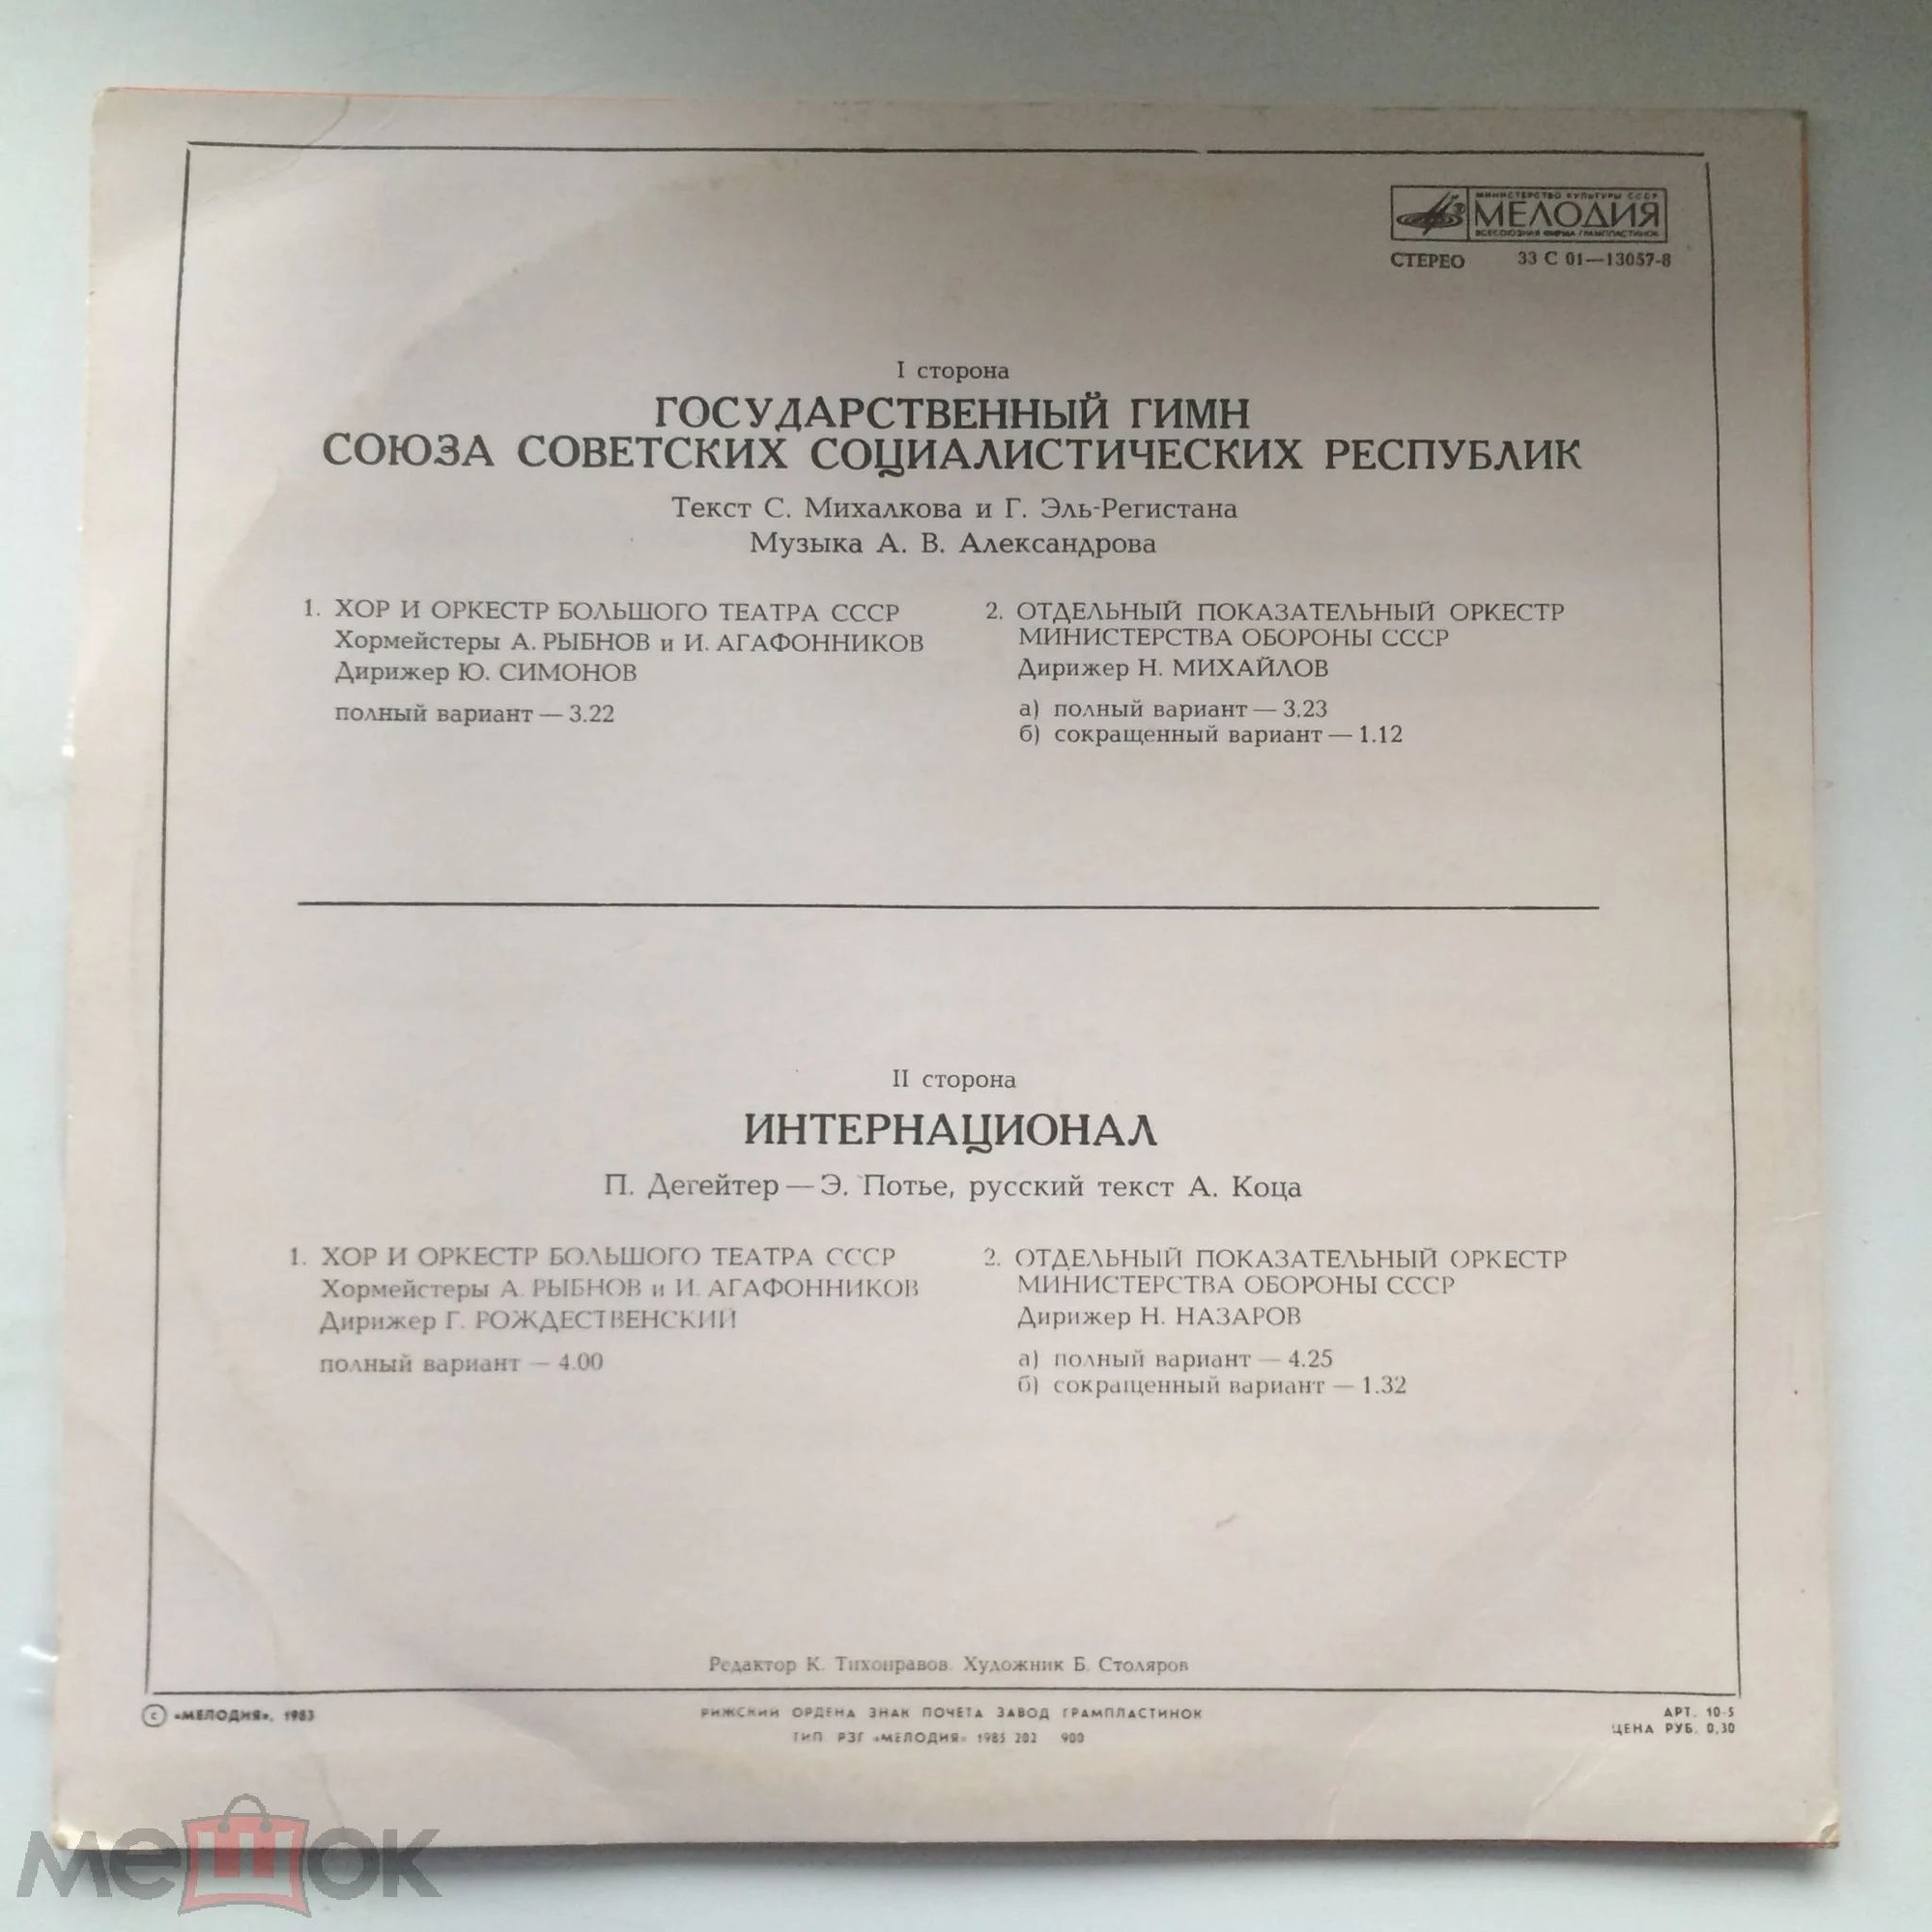 МИНИСТЕРСТВО КУЛЬТУРЫ СССР
МЕЛОДИЯ
ВСЕСОЮЗНАЯ ФИРМА ГРАМПЛАСТИНОК
СТЕРЕО 33 С 01—13057-8
I сторона
ГОСУДАРСТВЕННЫЙ ГИМН
СОЮЗА СОВЕТСКИХ СОЦИАЛИСТИЧЕСКИХ РЕСПУБЛИК
Текст С. Михалкова и Г. Эль-Регистана
Музыка А. В. Александрова
1. ХОР И ОРКЕСТР БОЛЬШОГО ТЕАТРА СССР
Хормейстеры А. РЫБНОВ и И. АГАФОННИКОВ
Дирижер Ю. СИМОНОВ
полный вариант — 3.22
2. ОТДЕЛЬНЫЙ ПОКАЗАТЕЛЬНЫЙ ОРКЕСТР
МИНИСТЕРСТВА ОБОРОНЫ СССР
Дирижер Н. МИХАЙЛОВ
а) полный вариант — 3.23
б) сокращенный вариант — 1.12
II сторона
ИНТЕРНАЦИОНАЛ
П. Дегейтер — Э. Потье, русский текст А. Коца
1. ХОР И ОРКЕСТР БОЛЬШОГО ТЕАТРА СССР
Хормейстеры А. РЫБНОВ и И. АГАФОННИКОВ
Дирижер Г. РОЖДЕСТВЕНСКИЙ
полный вариант — 4.00
2. ОТДЕЛЬНЫЙ ПОКАЗАТЕЛЬНЫЙ ОРКЕСТР
МИНИСТЕРСТВА ОБОРОНЫ СССР
Дирижер Н. НАЗАРОВ
а) полный вариант — 4.25
б) сокращенный вариант — 1.32
Редактор К. Тихонравов. Художник Б. Столяров
© «МЕЛОДИЯ», 1983
РИЖСКИЙ ОРДЕНА ЗНАК ПОЧЕТА ЗАВОД ГРАМПЛАСТИНОК
ТИП. РЗГ «МЕЛОДИЯ» 1985 202 900
АРТ. 10-5
ЦЕНА РУБ. 0,30
мешок